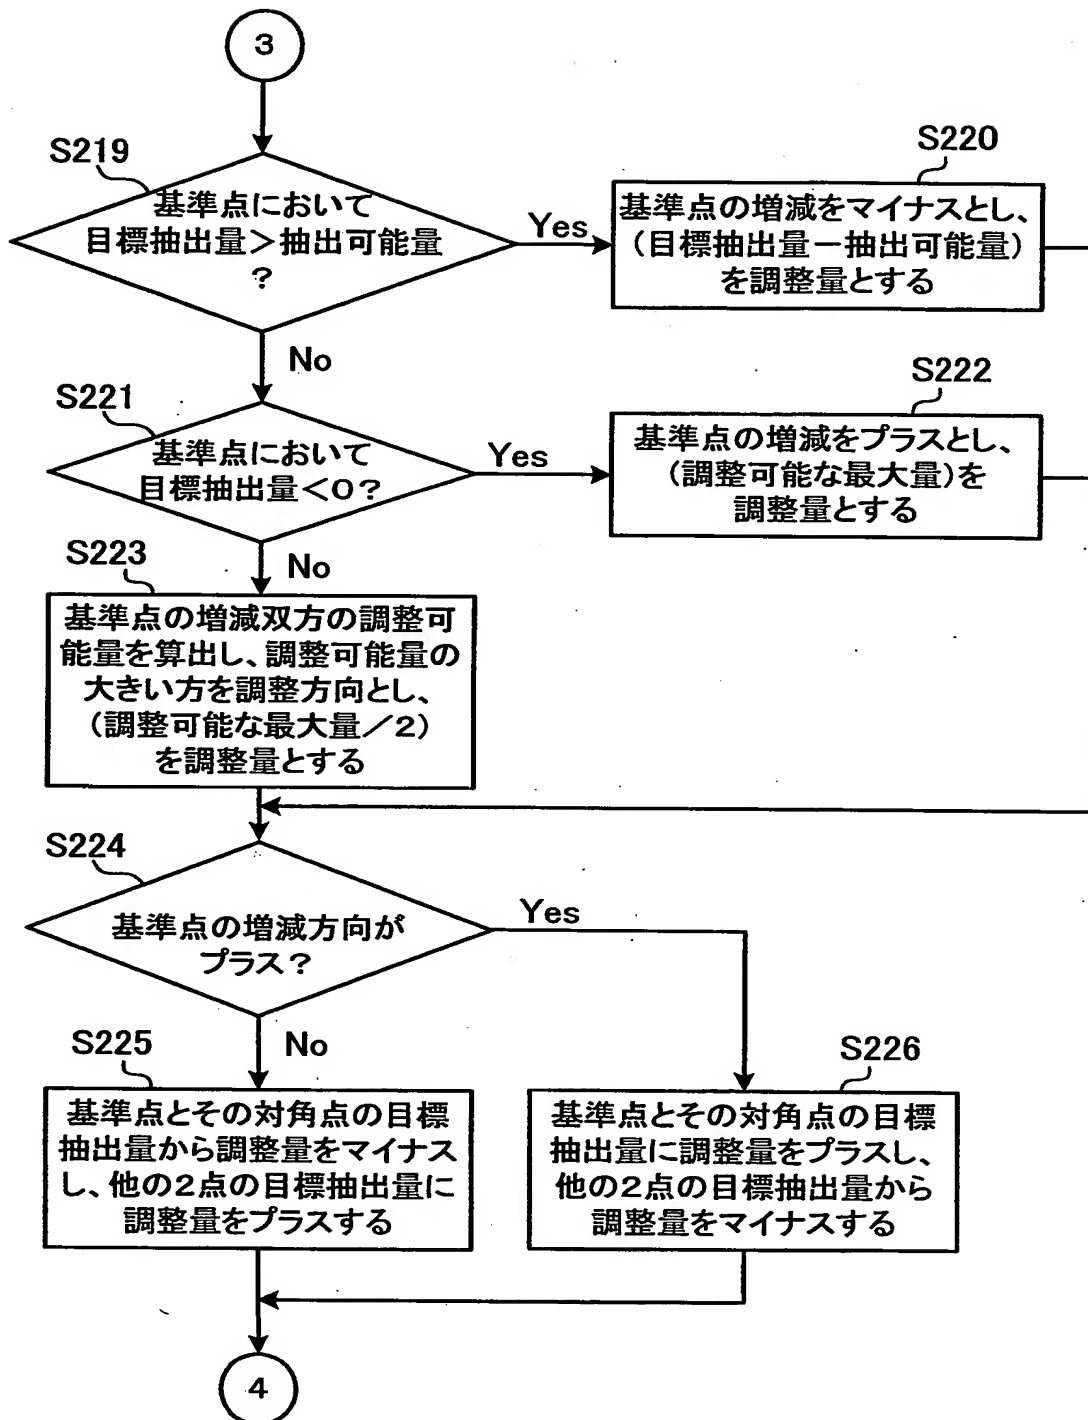 3
S219
基準点において
目標抽出量>抽出可能量
?
Yes
S220
基準点の増減をマイナスとし、
(目標抽出量-抽出可能量)
を調整量とする
No
S221
基準点において
目標抽出量<0?
Yes
S222
基準点の増減をプラスとし、
(調整可能な最大量)を
調整量とする
No
S223
基準点の増減双方の調整可
能量を算出し、調整可能量の
大きい方を調整方向とし、
(調整可能な最大量/2)
を調整量とする
S224
基準点の増減方向が
プラス?
Yes
No
S225
基準点とその対角点の目標
抽出量から調整量をマイナス
し、他の2点の目標抽出量に
調整量をプラスする
S226
基準点とその対角点の目標
抽出量に調整量をプラスし、
他の2点の目標抽出量から
調整量をマイナスする
4